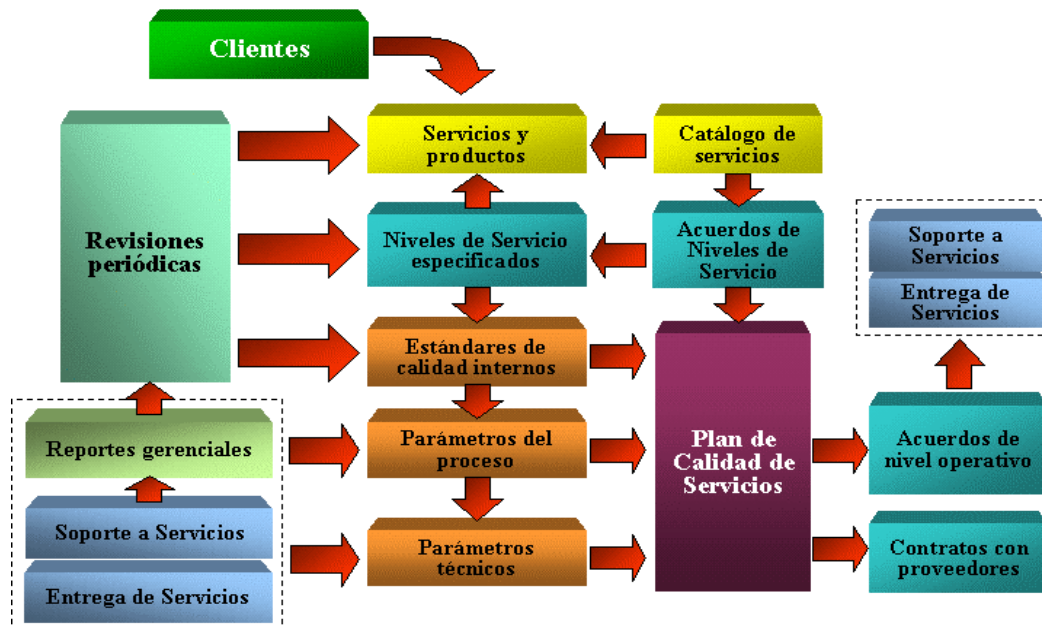 Clientes
Servicios y
productos
Catálogo de
servicios
Revisiones
periódicas
Niveles de Servicio
especificados
Acuerdos de
Niveles de
Servicio
Soporte a
Servicios
Entrega de
Servicios
Estándares de
calidad internos
Reportes gerenciales
Parámetros del
proceso
Plan de
Calidad de
Servicios
Acuerdos de
nivel operativo
Soporte a Servicios
Entrega de Servicios
Parámetros
técnicos
Contratos con
proveedores